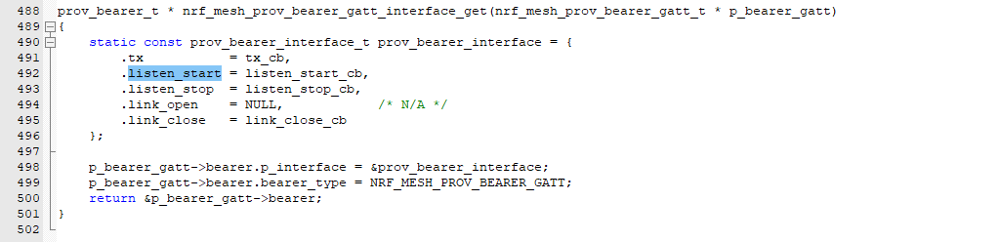 488 prov_bearer_t * nrf_mesh_prov_bearer_gatt_interface_get(nrf_mesh_prov_bearer_gatt_t * p_bearer_gatt)
489 {
490     static const prov_bearer_interface_t prov_bearer_interface = {
491         .tx           = tx_cb,
492         .listen_start = listen_start_cb,
493         .listen_stop  = listen_stop_cb,
494         .link_open    = NULL,          /* N/A */
495         .link_close   = link_close_cb
496     };
497
498     p_bearer_gatt->bearer.p_interface = &prov_bearer_interface;
499     p_bearer_gatt->bearer.bearer_type = NRF_MESH_PROV_BEARER_GATT;
500     return &p_bearer_gatt->bearer;
501 }
502